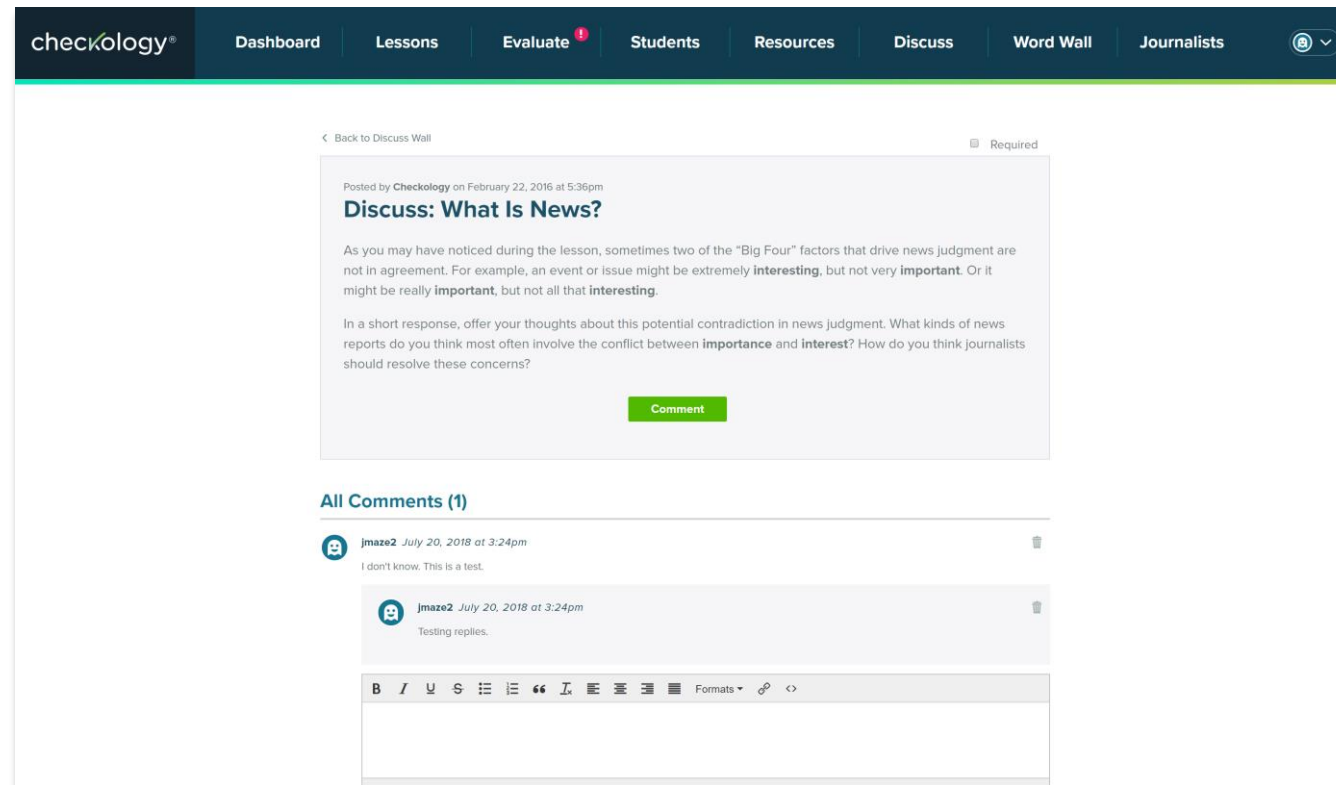 checkology®
Dashboard
Lessons
Evaluate !
Students
Resources
Discuss
Word Wall
Journalists
Back to Discuss Wall
Required
Posted by Checkology on February 22, 2016 at 5:36pm
Discuss: What Is News?
As you may have noticed during the lesson, sometimes two of the “Big Four” factors that drive news judgment are
not in agreement. For example, an event or issue might be extremely interesting, but not very important. Or it
might be really important, but not all that interesting.
In a short response, offer your thoughts about this potential contradiction in news judgment. What kinds of news
reports do you think most often involve the conflict between importance and interest? How do you think journalists
should resolve these concerns?
Comment
All Comments (1)
jmaze2 July 20, 2018 at 3:24pm
I don't know. This is a test.
jmaze2 July 20, 2018 at 3:24pm
Testing replies.
Formats